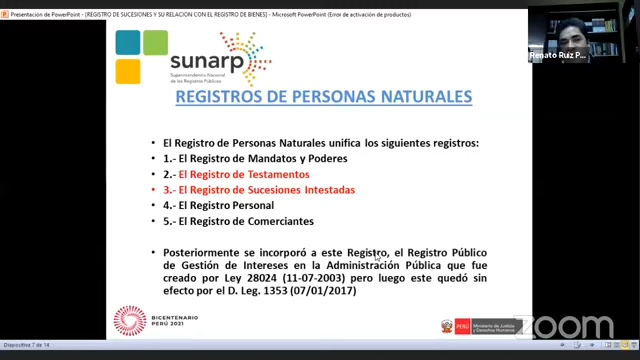 Presentación de PowerPoint - [REGISTRO DE SUCESIONES Y SU RELACION CON EL REGISTRO DE BIENES] - Microsoft PowerPoint (Error de activación de productos)
Renato Ruiz P...
sunarp
Superintendencia Nacional
de los Registros Públicos
REGISTROS DE PERSONAS NATURALES
• El Registro de Personas Naturales unifica los siguientes registros:
• 1.- El Registro de Mandatos y Poderes
• 2.- El Registro de Testamentos
• 3.- El Registro de Sucesiones Intestadas
• 4.- El Registro Personal
• 5.- El Registro de Comerciantes
• Posteriormente se incorporó a este Registro, el Registro Público
de Gestión de Intereses en la Administración Pública que fue
creado por Ley 28024 (11-07-2003) pero luego este quedó sin
efecto por el D. Leg. 1353 (07/01/2017)
BICENTENARIO
PERÚ 2021
PERÚ
Ministerio de Justicia
y Derechos Humanos
zoom
Diapositiva 7 de 14